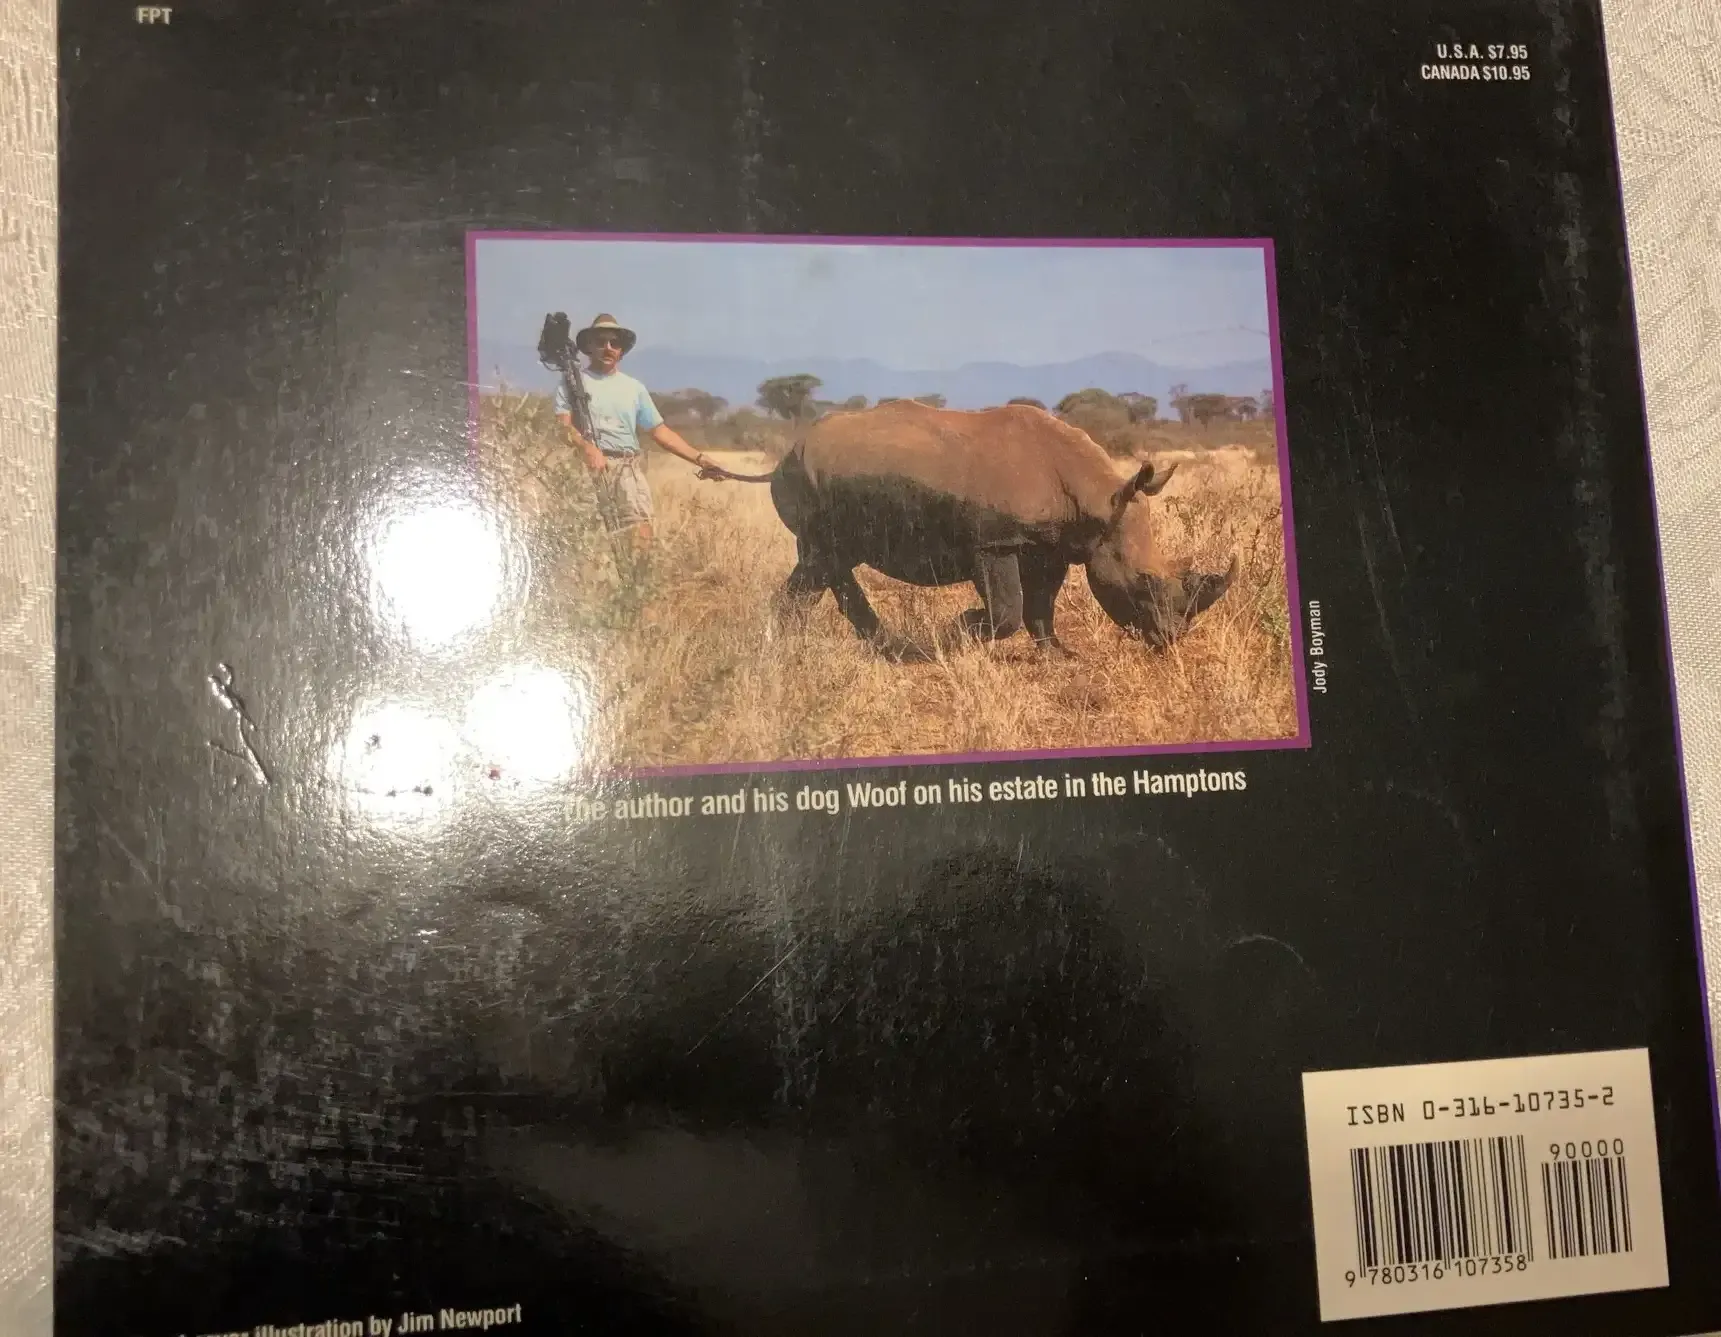 FPT
U.S.A. $7.95
CANADA $10.95
Jody Boyman
The author and his dog Woof on his estate in the Hamptons
ISBN 0-316-10735-2
90000
9 780316 107358
illustration by Jim Newport